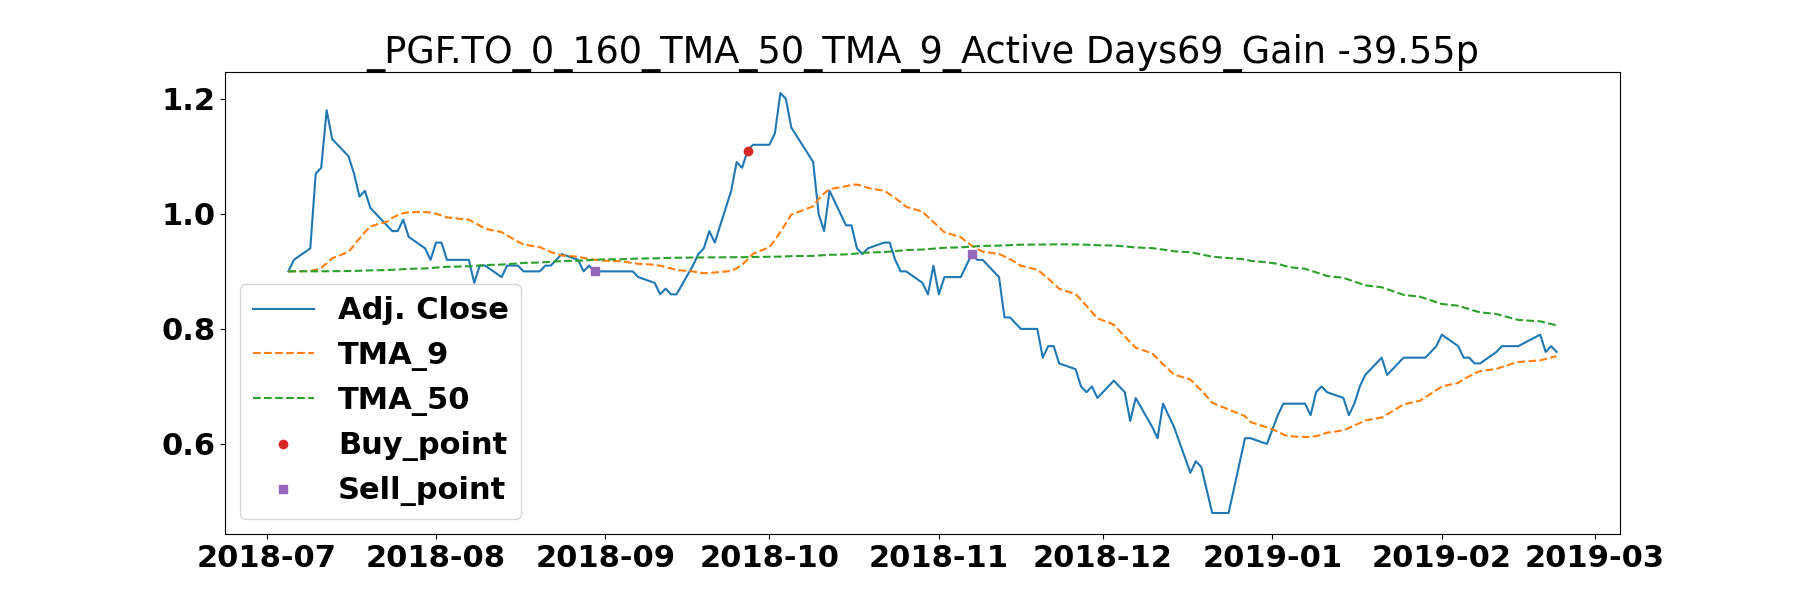 _PGF.TO_0_160_TMA_50_TMA_9_Active Days69_Gain -39.55p
1.2
1.0
0.8
0.6
Adj. Close
TMA_9
TMA_50
Buy_point
Sell_point
2018-07 2018-08 2018-09 2018-10 2018-11 2018-12 2019-01 2019-02 2019-03